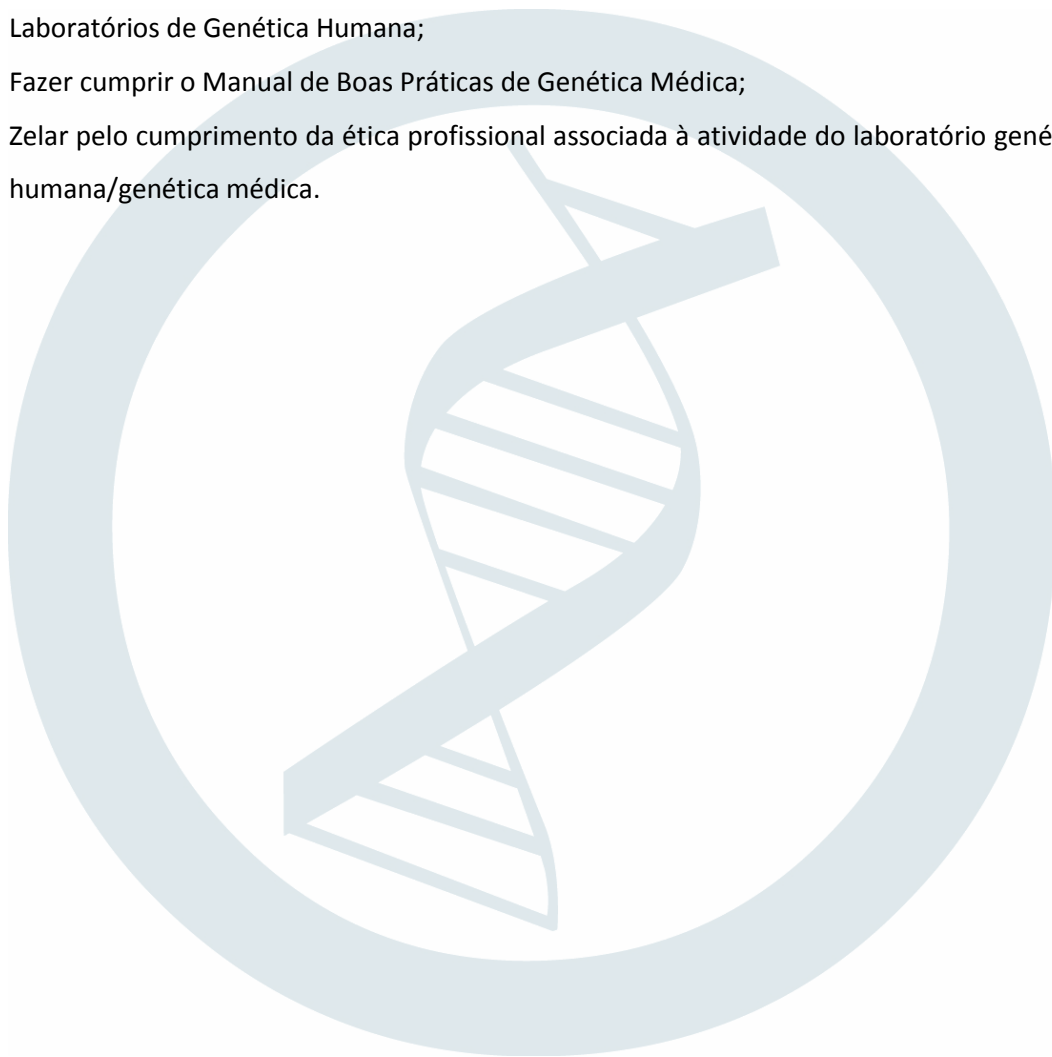 Laboratórios de Genética Humana;
Fazer cumprir o Manual de Boas Práticas de Genética Médica;
Zelar pelo cumprimento da ética profissional associada à atividade do laboratório gené
humana/genética médica.